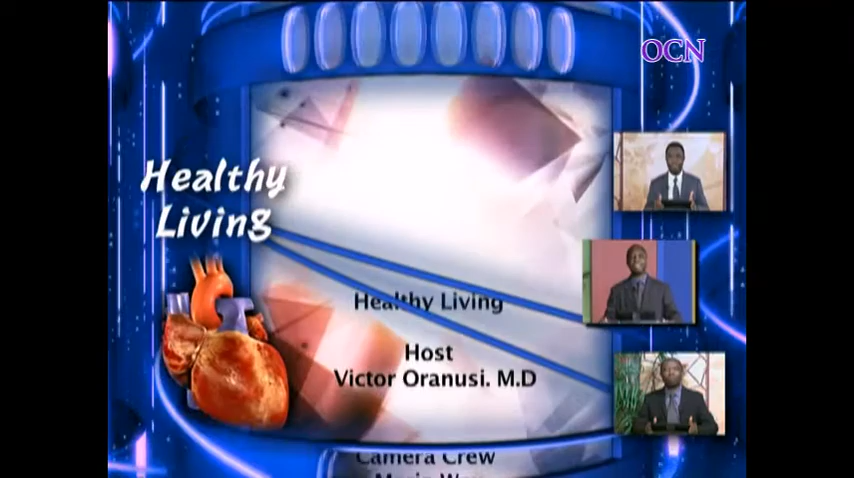 OCN
Healthy
Living
Healthy Living
Host
Victor Oranusi. M.D
Camera Crew